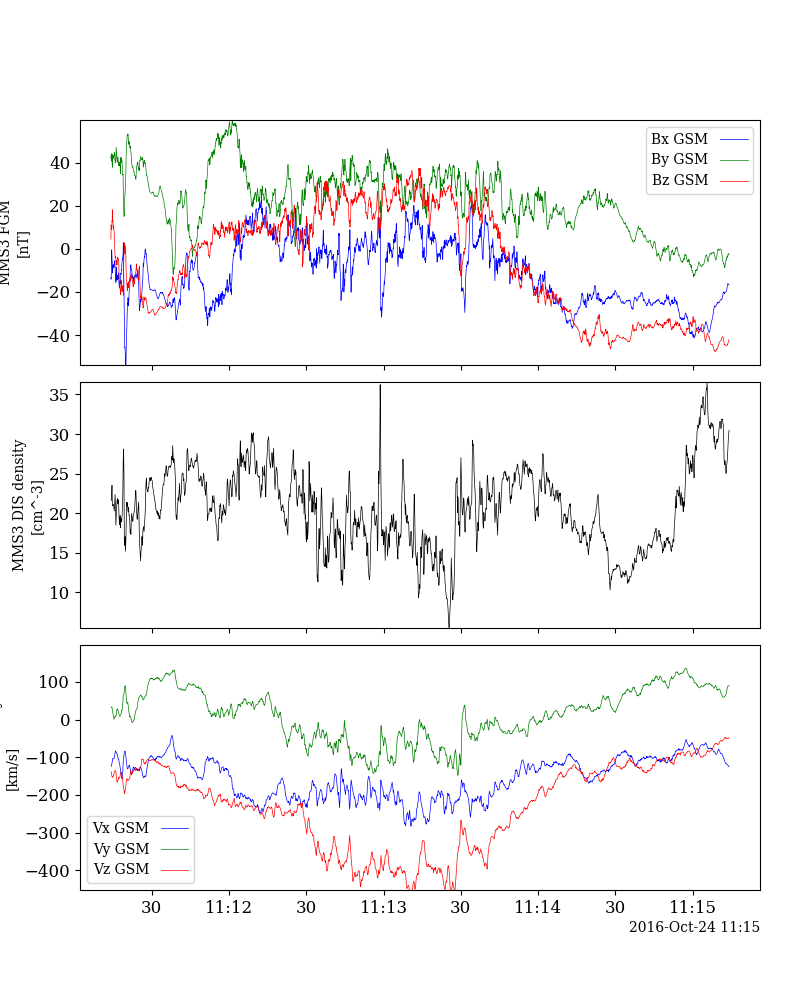 MMS3 FGM
[nT]
40
20
0
−20
−40
Bx GSM
By GSM
Bz GSM
MMS3 DIS density
[cm^-3]
35
30
25
20
15
10
[km/s]
100
0
−100
−200
−300
−400
Vx GSM
Vy GSM
Vz GSM
30 11:12 30 11:13 30 11:14 30 11:15
2016-Oct-24 11:15